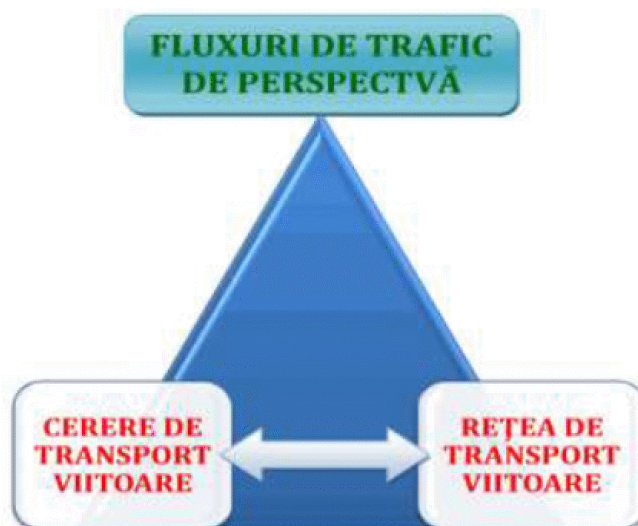 FLUXURI DE TRAFIC
DE PERSPECTVĂ
CERERE DE
TRANSPORT
VIITOARE
REŢEA DE
TRANSPORT
VIITOARE